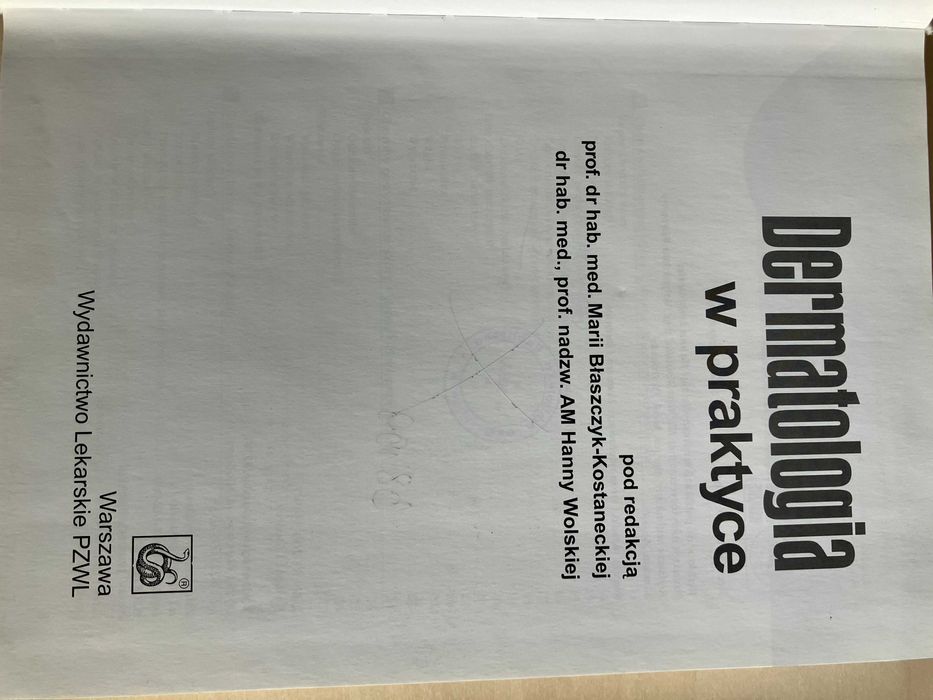 Dermatologia
w praktyce
pod redakcją
prof. dr hab. med. Marii Błaszczyk-Kostaneckiej
dr hab. med., prof. nadzw. AM Hanny Wolskiej
®
Warszawa
Wydawnictwo Lekarskie PZWL